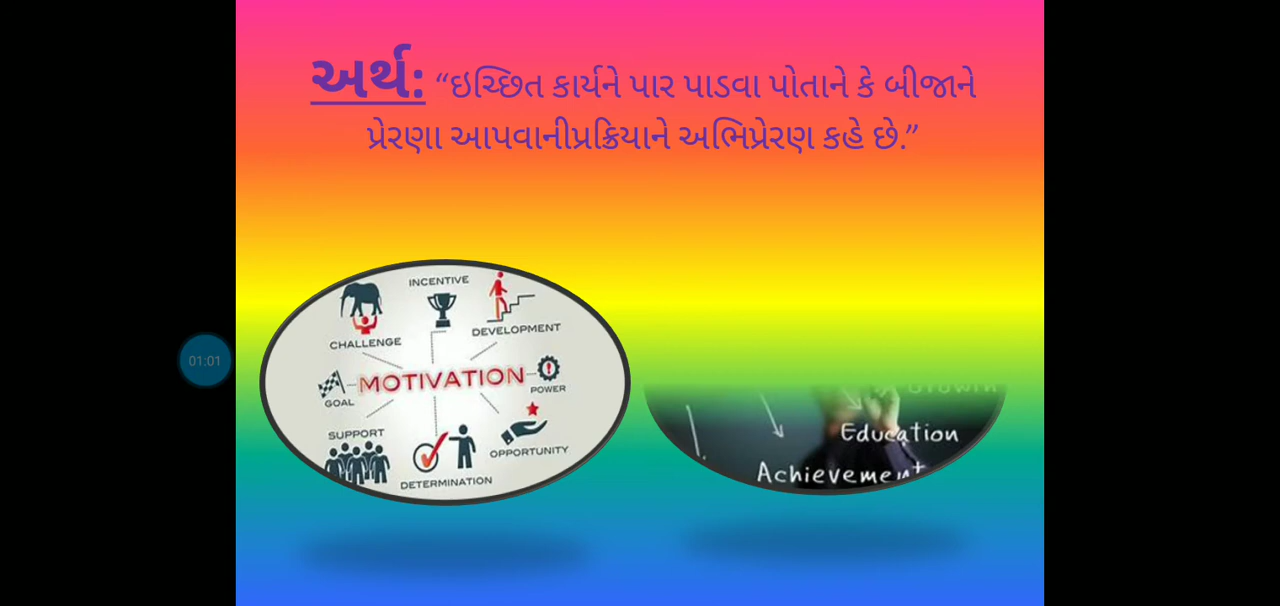 અર્થ: “ઇચ્છિત કાર્યને પાર પાડવા પોતાને કે બીજાને
પ્રેરણા આપવાનીપ્રક્રિયાને અભિપ્રેરણ કહે છે.”
INCENTIVE
CHALLENGE
DEVELOPMENT
MOTIVATION
GOAL
POWER
SUPPORT
OPPORTUNITY
DETERMINATION
Growth
Education
Achievement
01:01